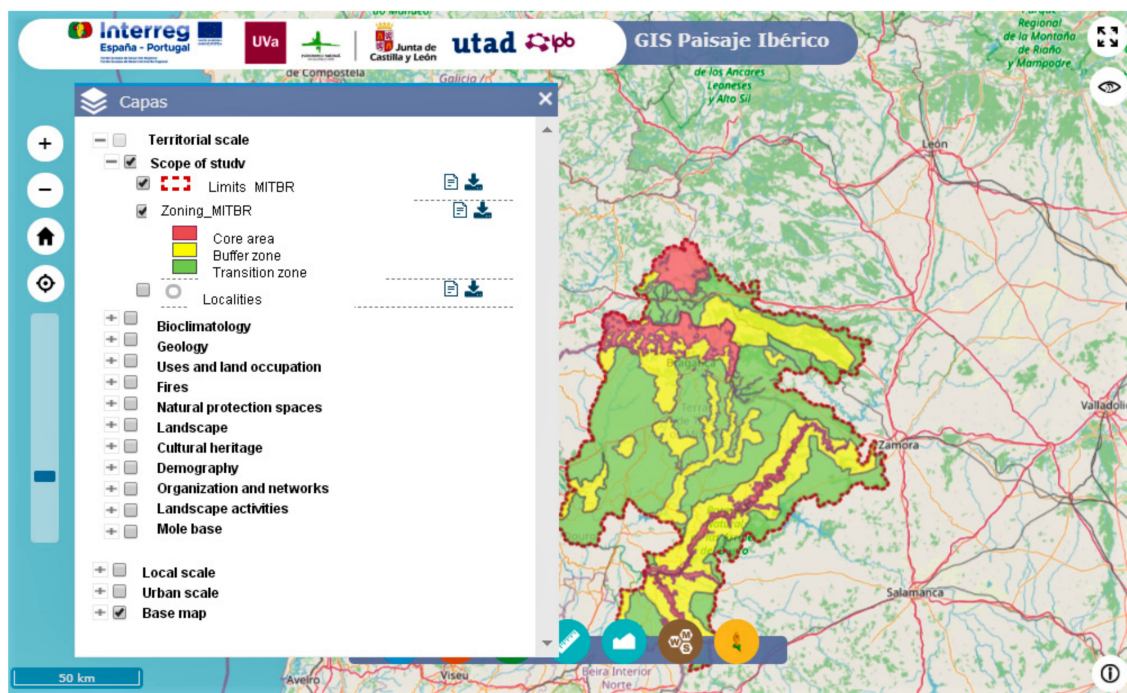 Interreg
España - Portugal
UVa
Junta de
Castilla y León
utad
ipb
GIS Paisaje Ibérico
Parque
Regional
de la Montaña
de Riaño
y Mampodre
de Compostela
Galicia
de los Ancares
Leoneses
y Alto Sil
Capas
Territorial scale
Scope of study
Limits MITBR
Zoning_MITBR
Core area
Buffer zone
Transition zone
Localities
Bioclimatology
Geology
Uses and land occupation
Fires
Natural protection spaces
Landscape
Cultural heritage
Demography
Organization and networks
Landscape activities
Mole base
Local scale
Urban scale
Base map
León
Bragança
Valladolid
Zamora
Salamanca
50 km
Aveiro
Viseu
Beira Interior
Norte
WMS